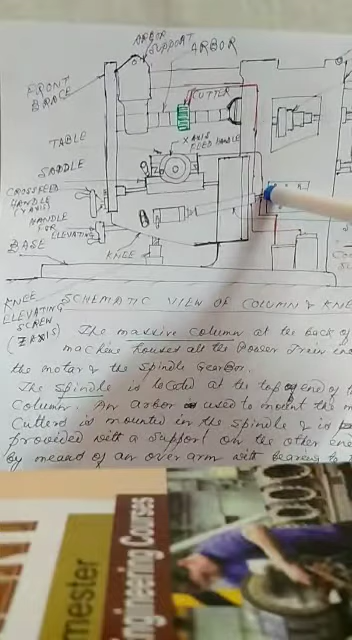 ARBOR
SUPPORT
ARBOR
FRONT
BRACE
CUTTER
TABLE
X AXIS
FEED HANDLE
SADDLE
CROSSFEED
HANDLE
(Y AXIS)
HANDLE
FOR
ELEVATING
BASE
KNEE
KNEE
ELEVATING
SCREW
(Z AXIS)
SCHEMATIC VIEW OF COLUMN & KNEE
The massive column at the back of
machine houses all the Power Train
the motor & the Spindle Gearbox.
The Spindle is located at the top end of
Column. An arbor is used to mount the
Cutters is mounted in the spindle & is
provided with a support on the other end
by means of an over arm with bearing
mester
Engineering Courses